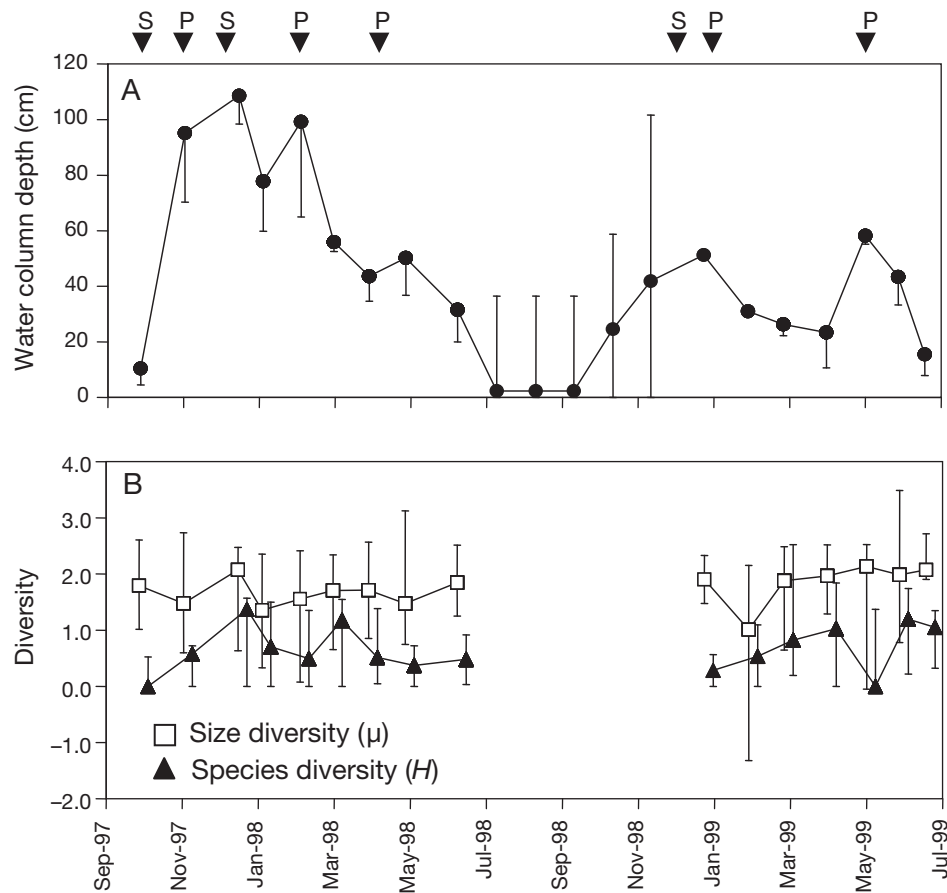 S P S P P S P P
A
Water column depth (cm)
120
100
80
60
40
20
0
B
Diversity
4.0
3.0
2.0
1.0
0.0
–1.0
–2.0
Size diversity (µ)
Species diversity (H)
Sep-97 Nov-97 Jan-98 Mar-98 May-98 Jul-98 Sep-98 Nov-98 Jan-99 Mar-99 May-99 Jul-99